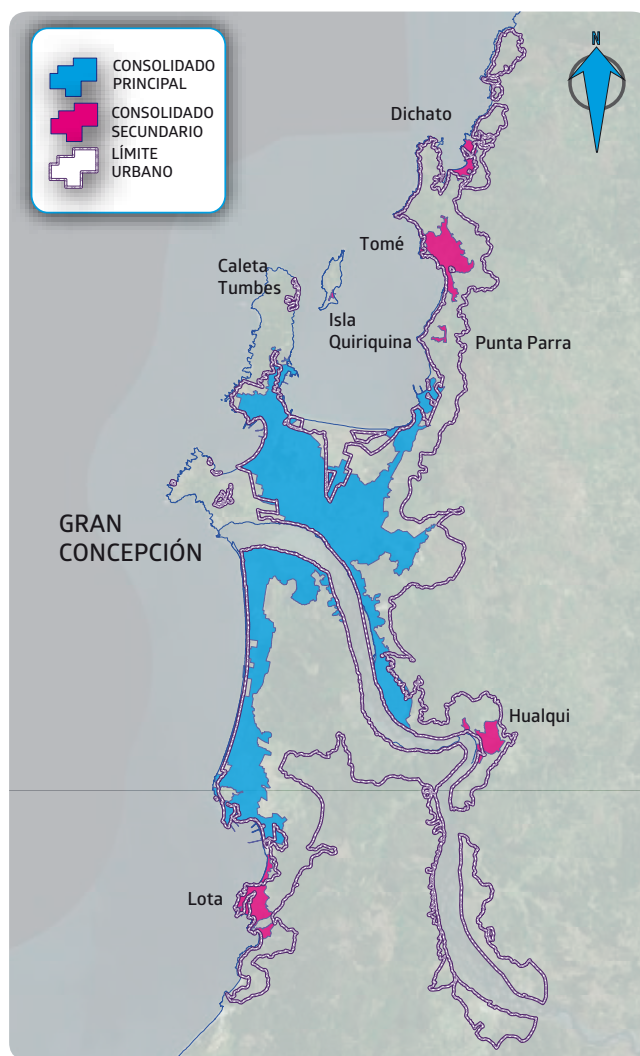 CONSOLIDADO
PRINCIPAL
CONSOLIDADO
SECUNDARIO
LÍMITE
URBANO
N
Dichato
Tomé
Caleta
Tumbes
Isla
Quiriquina
Punta Parra
GRAN
CONCEPCIÓN
Hualqui
Lota